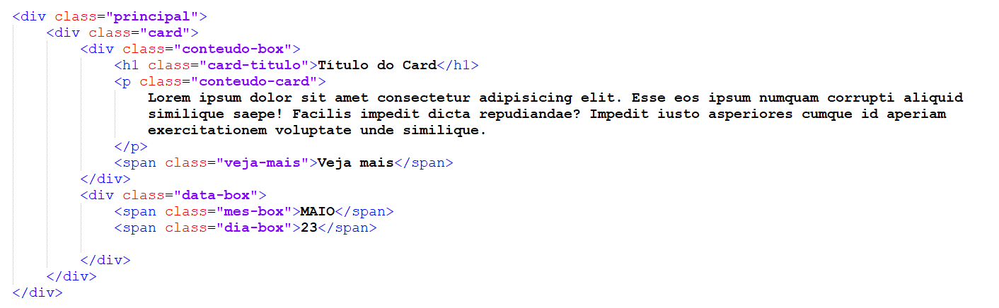 <div class="principal">
<div class="card">
<div class="conteudo-box">
<h1 class="card-titulo">Título do Card</h1>
<p class="conteudo-card">
Lorem ipsum dolor sit amet consectetur adipisicing elit. Esse eos ipsum numquam corrupti aliquid
similique saepe! Facilis impedit dicta repudiandae? Impedit iusto asperiores cumque id aperiam
exercitationem voluptate unde similique.
</p>
<span class="veja-mais">Veja mais</span>
</div>
<div class="data-box">
<span class="mes-box">MAIO</span>
<span class="dia-box">23</span>
</div>
</div>
</div>